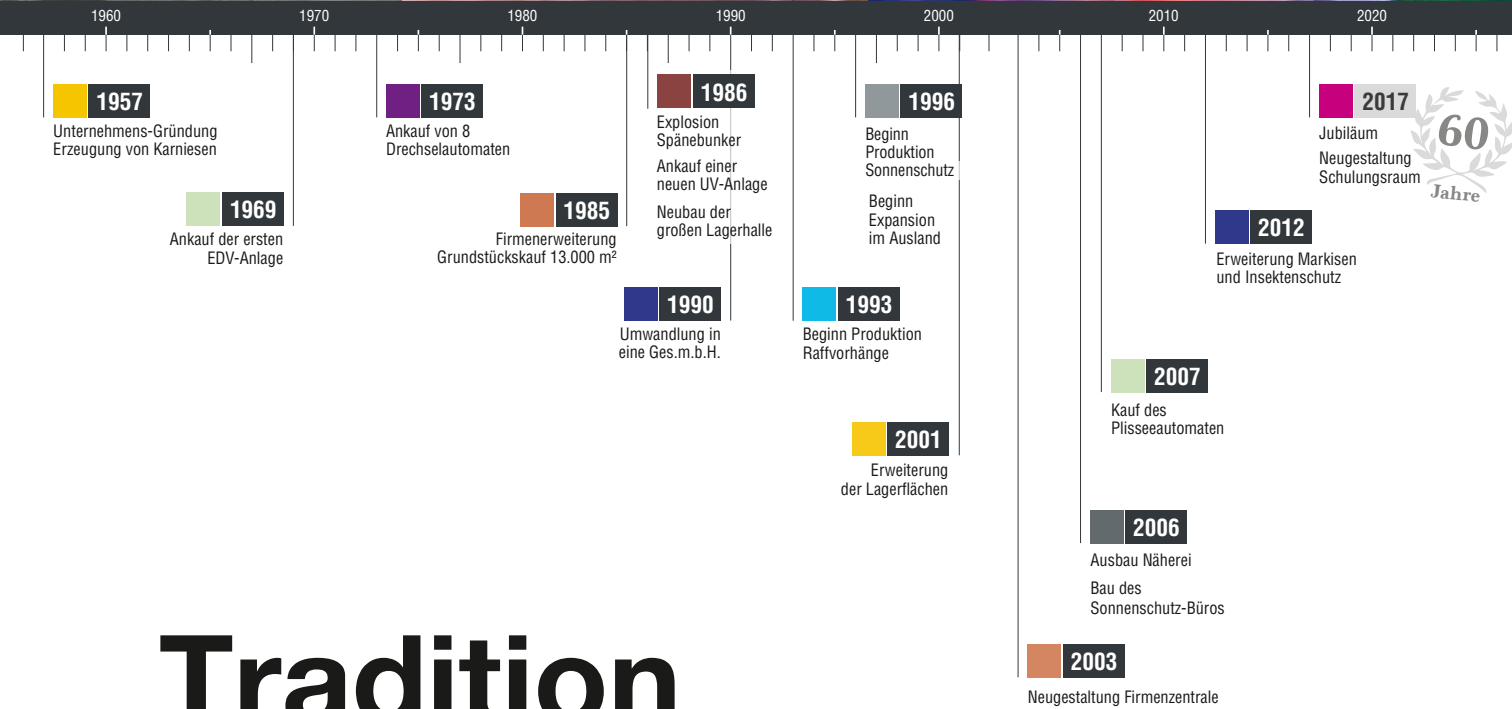 1960 1970 1980 1990 2000 2010 2020
1957
Unternehmens-Gründung
Erzeugung von Karniesen
1969
Ankauf der ersten
EDV-Anlage
1973
Ankauf von 8
Drechselautomaten
1985
Firmenerweiterung
Grundstückskauf 13.000 m²
1986
Explosion
Spänebunker
Ankauf einer
neuen UV-Anlage
Neubau der
großen Lagerhalle
1990
Umwandlung in
eine Ges.m.b.H.
1993
Beginn Produktion
Raffvorhänge
1996
Beginn
Produktion
Sonnenschutz
Beginn
Expansion
im Ausland
2001
Erweiterung
der Lagerflächen
2003
Neugestaltung Firmenzentrale
2006
Ausbau Näherei
Bau des
Sonnenschutz-Büros
2007
Kauf des
Plisseeautomaten
2012
Erweiterung Markisen
und Insektenschutz
2017
Jubiläum
Neugestaltung
Schulungsraum
60
Jahre
Tradition